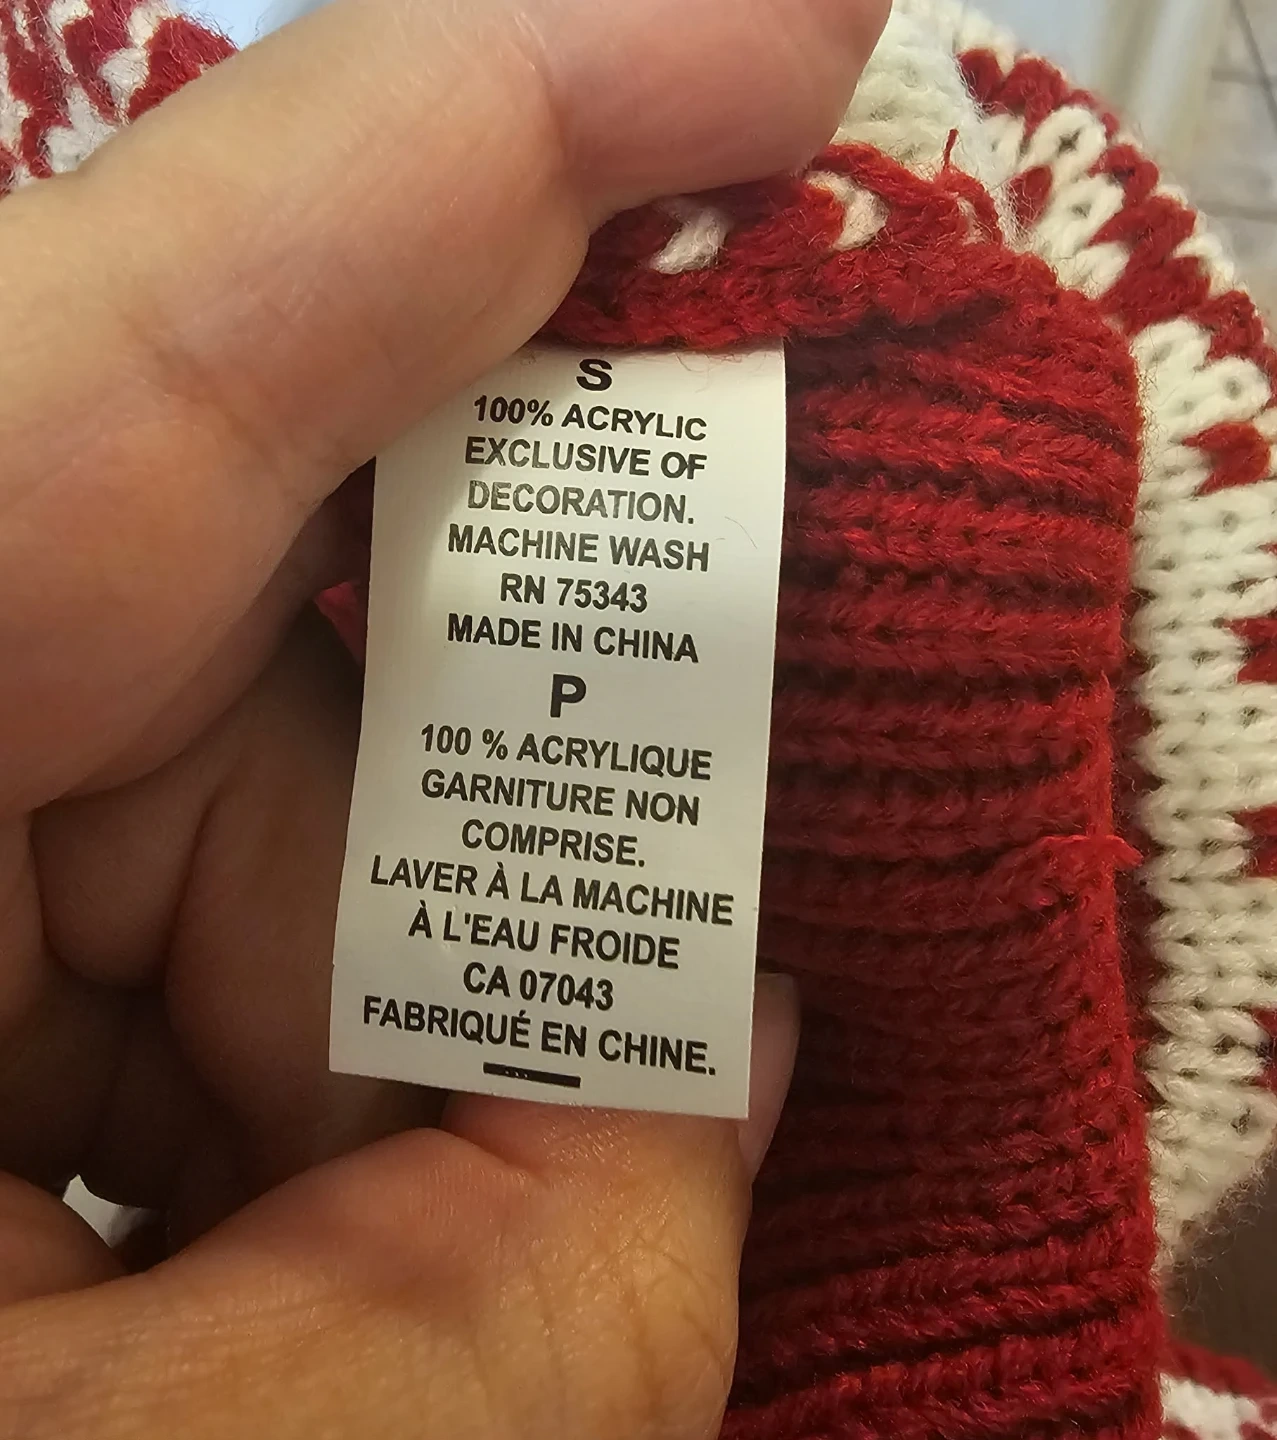 S
100% ACRYLIC
EXCLUSIVE OF
DECORATION.
MACHINE WASH
RN 75343
MADE IN CHINA
P
100 % ACRYLIQUE
GARNITURE NON
COMPRISE.
LAVER À LA MACHINE
À L'EAU FROIDE
CA 07043
FABRIQUÉ EN CHINE.